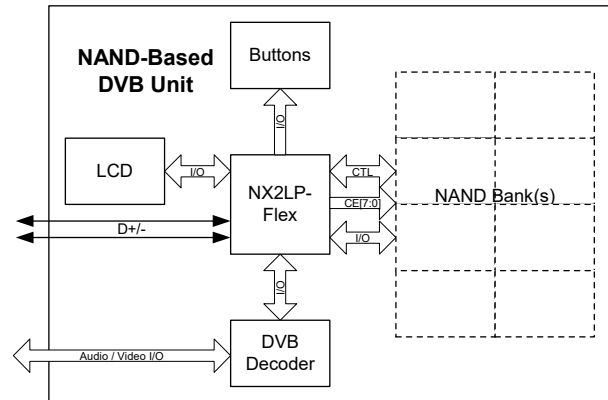 NAND-Based
DVB Unit
Buttons
I/O
LCD
I/O
NX2LP-
Flex
CTL
CE[7:0]
I/O
NAND Bank(s)
D+/-
I/O
DVB
Decoder
Audio / Video I/O